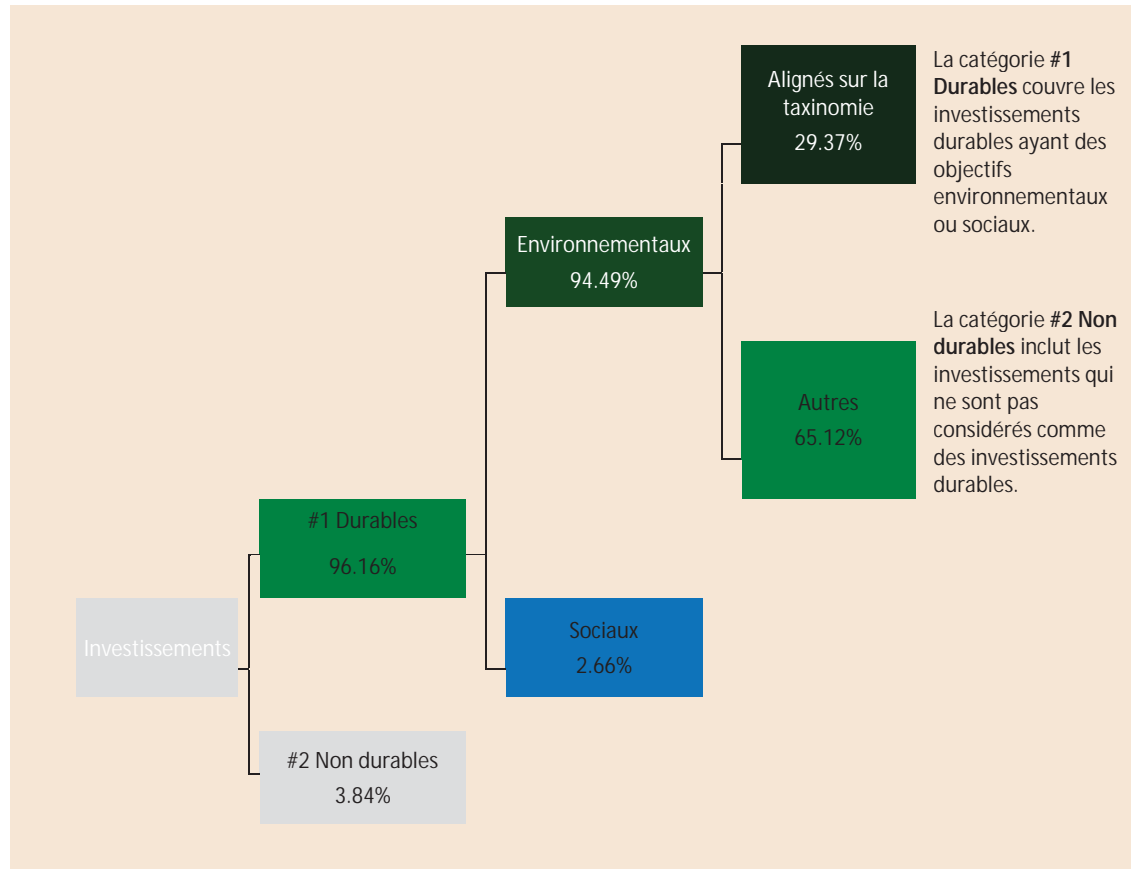 Alignés sur la
taxinomie
29.37%
La catégorie #1
Durables couvre les
investissements
durables ayant des
objectifs
environnementaux
ou sociaux.
Environnementaux
94.49%
La catégorie #2 Non
durables inclut les
investissements qui
ne sont pas
considérés comme
des investissements
durables.
Autres
65.12%
#1 Durables
96.16%
Investissements
Sociaux
2.66%
#2 Non durables
3.84%